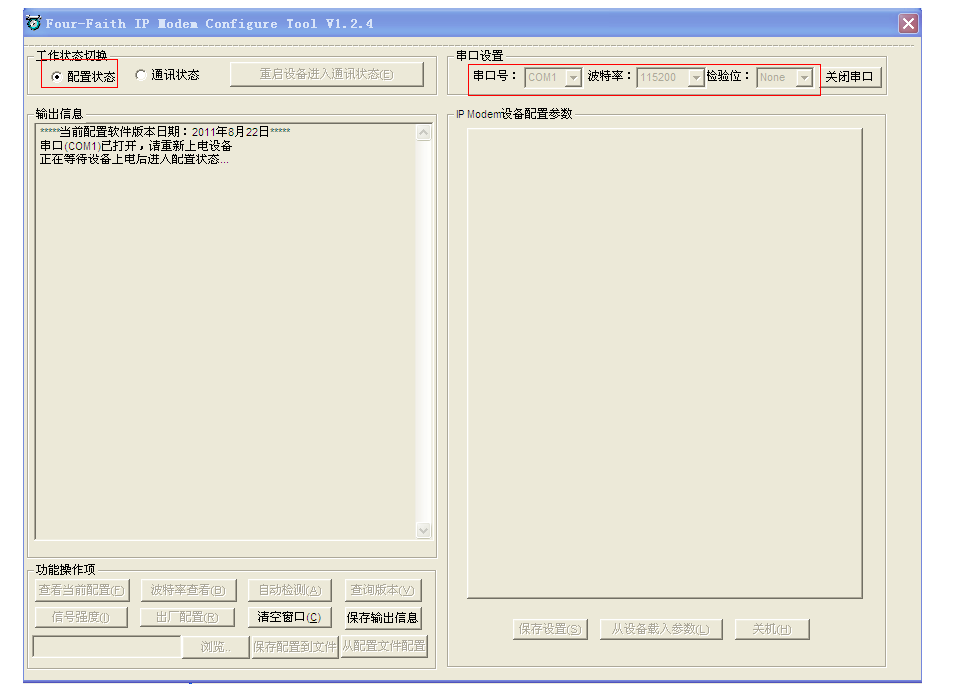 Four-Faith IP Modem Configure Tool V1.2.4
工作状态切换
配置状态 通讯状态 重启设备进入通讯状态(E)
串口设置
串口号： COM1 波特率： 115200 检验位： None 关闭串口
输出信息
*****当前配置软件版本日期：2011年8月22日*****
串口(COM1)已打开，请重新上电设备
正在等待设备上电后进入配置状态...
IP Modem设备配置参数
功能操作项
查看当前配置(F) 波特率查看(B) 自动检测(A) 查询版本(V)
信号强度(I) 出厂配置(R) 清空窗口(C) 保存输出信息
浏览.. 保存配置到文件 从配置文件配置
保存设置(S) 从设备载入参数(L) 关机(H)